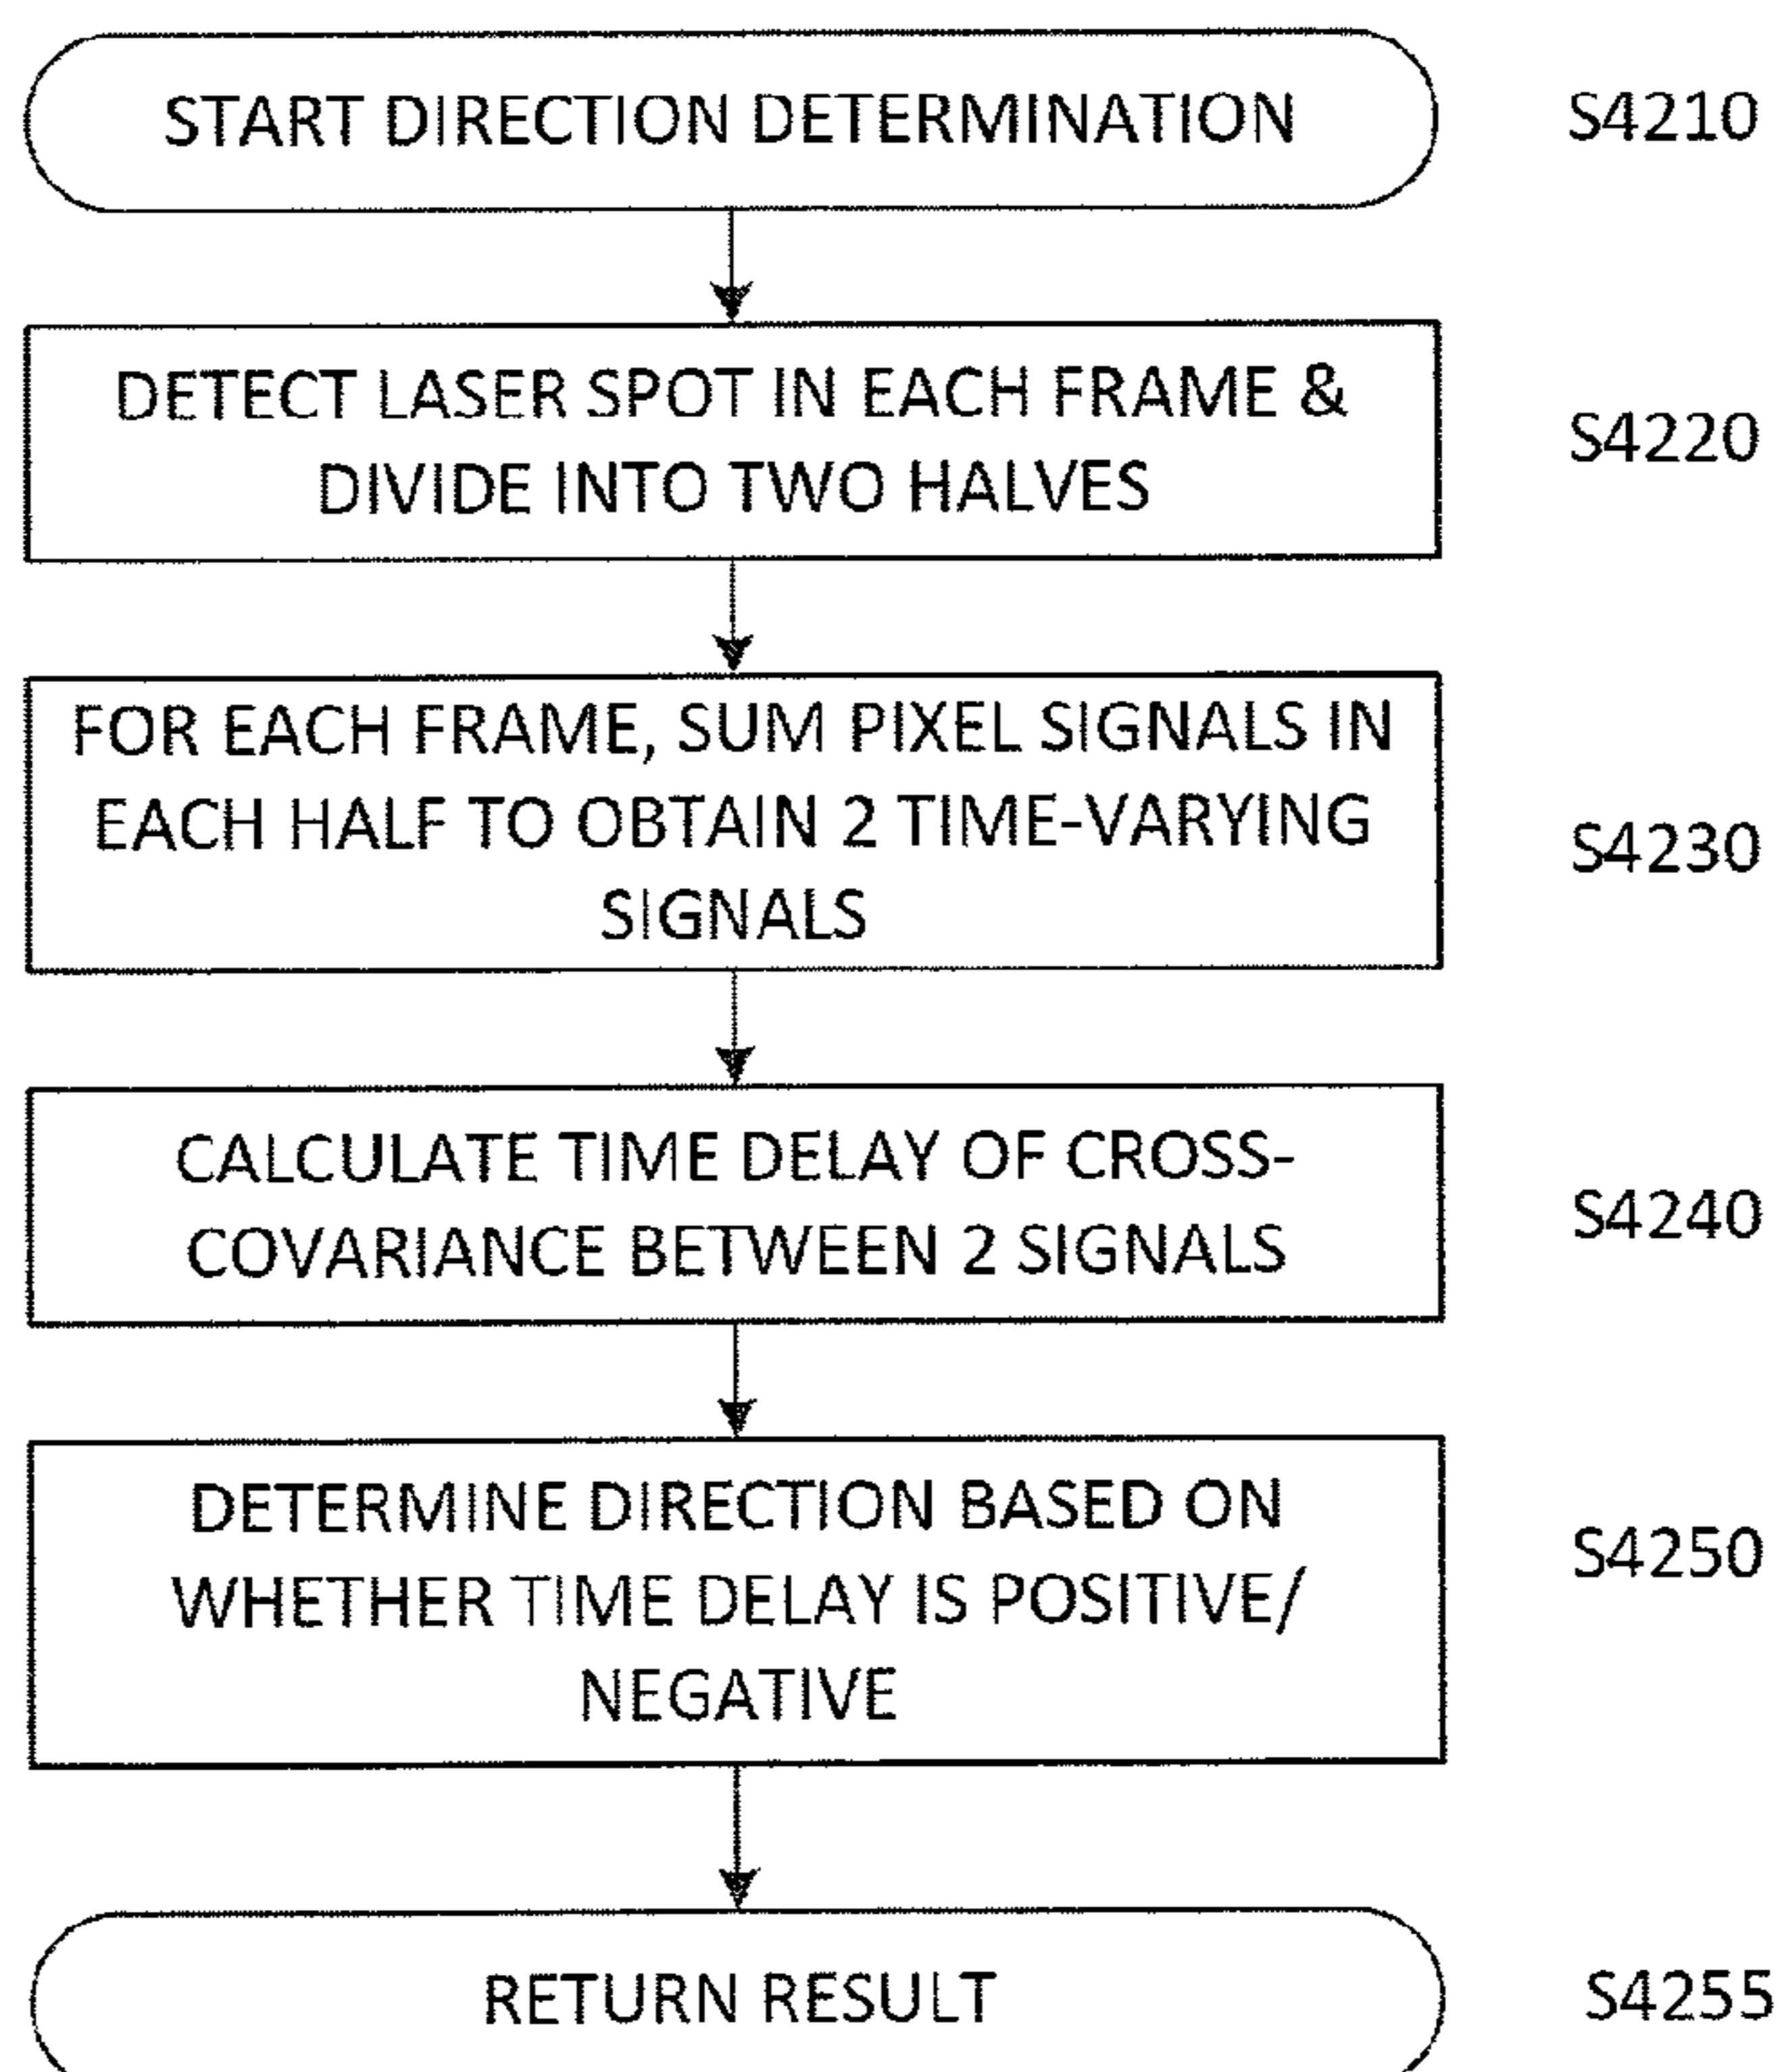 START DIRECTION DETERMINATION
S4210
DETECT LASER SPOT IN EACH FRAME &
DIVIDE INTO TWO HALVES
S4220
FOR EACH FRAME, SUM PIXEL SIGNALS IN
EACH HALF TO OBTAIN 2 TIME-VARYING
SIGNALS
S4230
CALCULATE TIME DELAY OF CROSS-
COVARIANCE BETWEEN 2 SIGNALS
S4240
DETERMINE DIRECTION BASED ON
WHETHER TIME DELAY IS POSITIVE/
NEGATIVE
S4250
RETURN RESULT
S4255